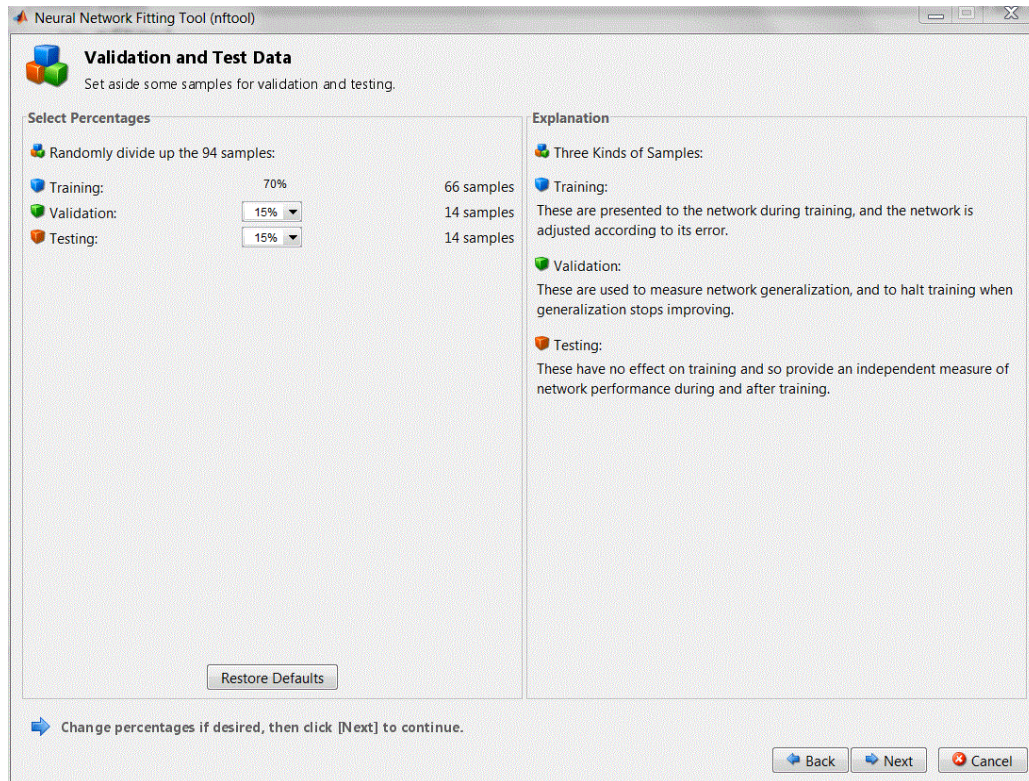 Neural Network Fitting Tool (nftool)
Validation and Test Data
Set aside some samples for validation and testing.
Select Percentages
Randomly divide up the 94 samples:
Training: 70% 66 samples
Validation: 15% 14 samples
Testing: 15% 14 samples
Restore Defaults
Explanation
Three Kinds of Samples:
Training:
These are presented to the network during training, and the network is
adjusted according to its error.
Validation:
These are used to measure network generalization, and to halt training when
generalization stops improving.
Testing:
These have no effect on training and so provide an independent measure of
network performance during and after training.
Change percentages if desired, then click [Next] to continue.
Back Next Cancel